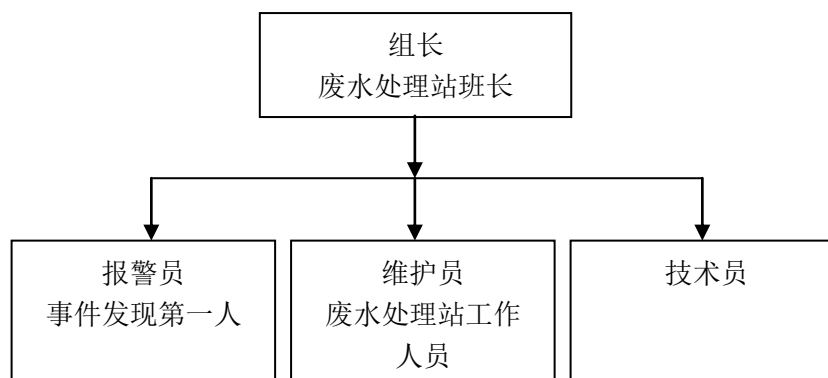 组长
废水处理站班长
报警员
事件发现第一人
维护员
废水处理站工作
人员
技术员